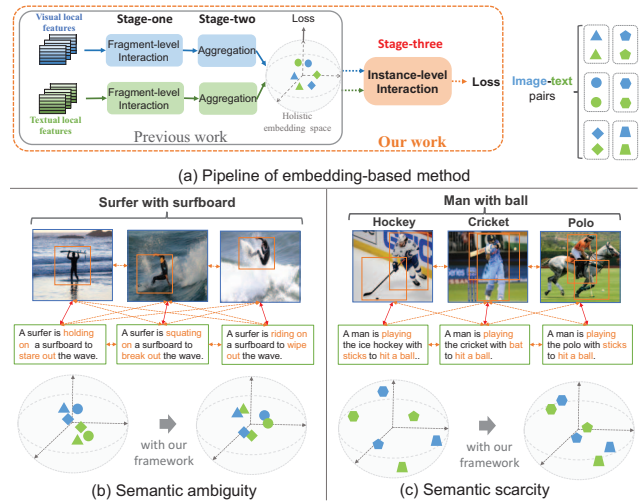 Visual local features
Stage-one
Stage-two
Stage-three
Loss
Fragment-level Interaction
Aggregation
Textual local features
Fragment-level Interaction
Aggregation
Holistic embedding space
Previous work
Instance-level Interaction
Loss
Our work
Image-text pairs
(a) Pipeline of embedding-based method
Surfer with surfboard
A surfer is holding
on a surfboard to
stare out the wave.
A surfer is squating
on a surfboard to
break out the wave.
A surfer is riding on
a surfboard to wipe
out the wave.
with our
framework
(b) Semantic ambiguity
Man with ball
Hockey
Cricket
Polo
A man is playing
the ice hockey with
sticks to hit a ball..
A man is playing
the cricket with bat
to hit a ball.
A man is playing
the polo with sticks
to hit a ball.
with our
framework
(c) Semantic scarcity